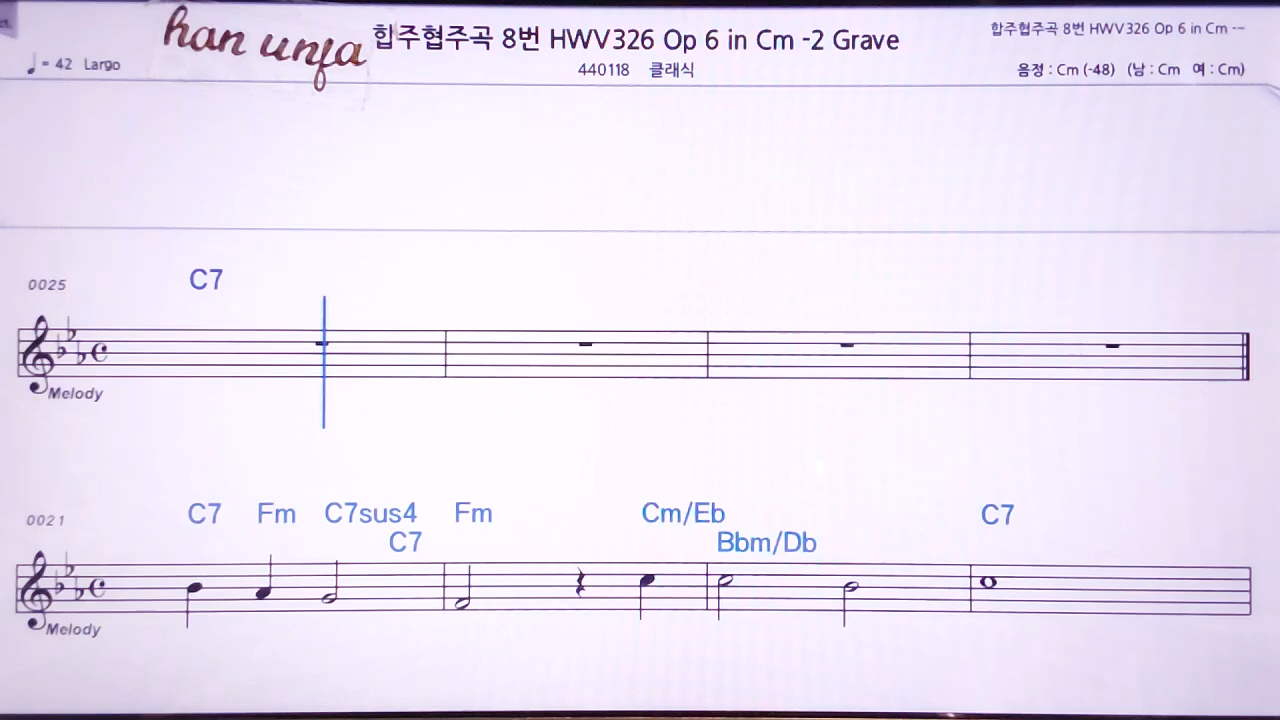 han unfa 합주협주곡 8번 HWV326 Op 6 in Cm -2 Grave
합주협주곡 8번 HWV326 Op 6 in Cm --
= 42 Largo
440118 클래식
음정 : Cm (-48) (남 : Cm 여 : Cm)
0025 C7
Melody
0021 C7 Fm C7sus4 Fm Cm/Eb C7
C7 Bbm/Db
Melody